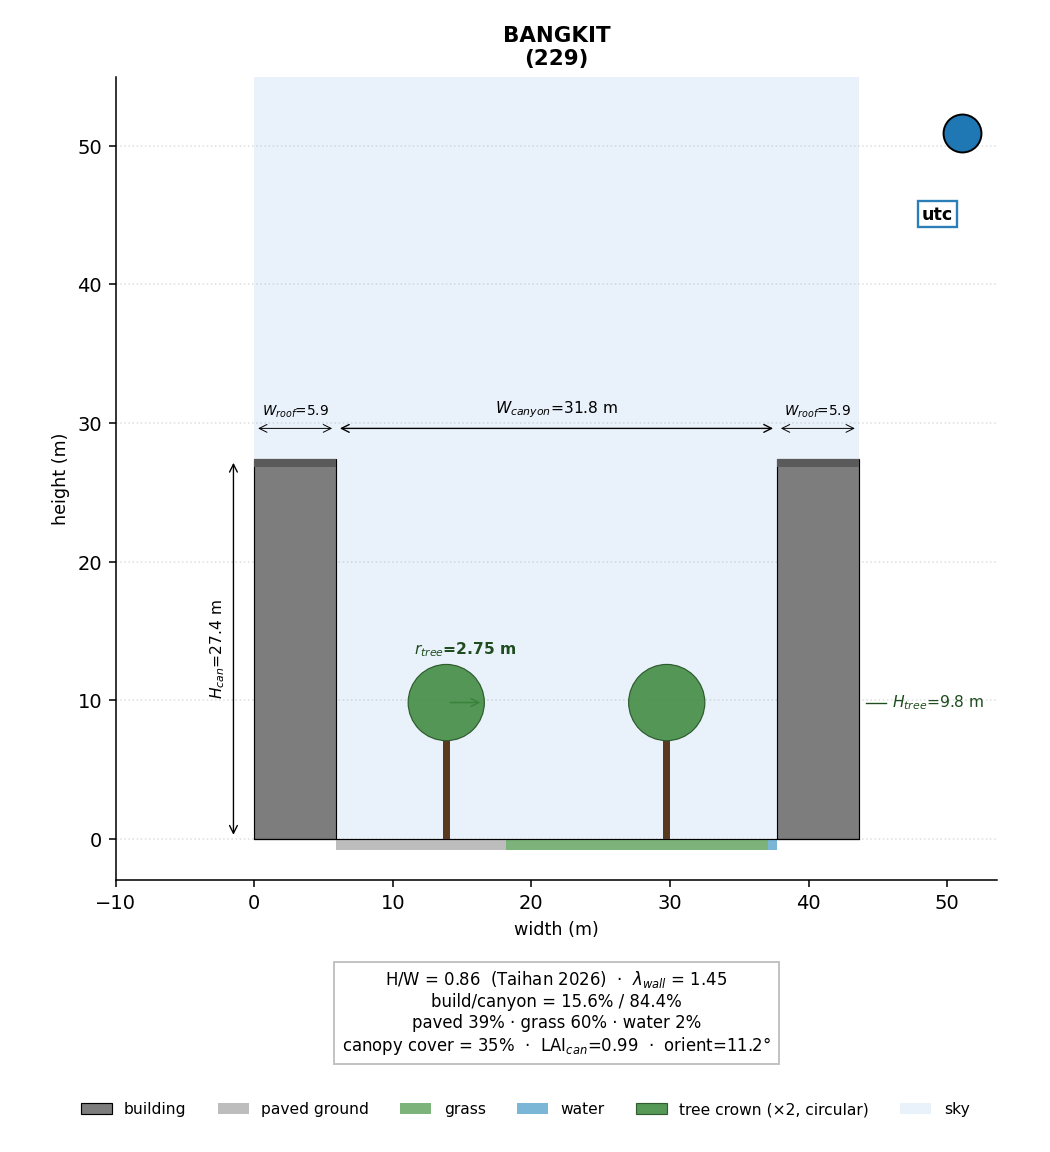 BANGKIT
(229)
50
utc
40
W_roof=5.9
W_canyon=31.8 m
W_roof=5.9
30
height (m)
20
H_can=27.4 m
r_tree=2.75 m
10
H_tree=9.8 m
0
−10 0 10 20 30 40 50
width (m)
H/W = 0.86 (Taihan 2026) · λ_wall = 1.45
build/canyon = 15.6% / 84.4%
paved 39% · grass 60% · water 2%
canopy cover = 35% · LAI_can=0.99 · orient=11.2°
building paved ground grass water tree crown (×2, circular) sky